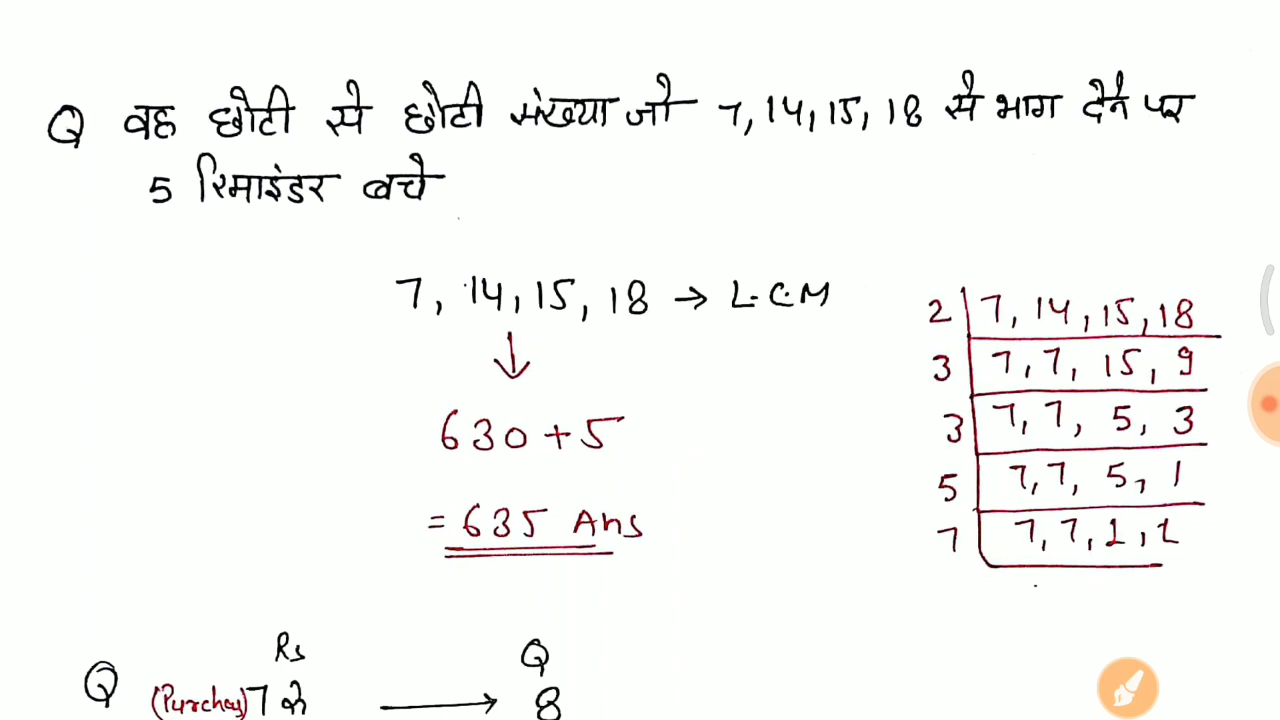 Q वह छोटी से छोटी संख्या जो 7, 14, 15, 18 से भाग देने पर
5 रिमाइंडर बचे
7, 14, 15, 18 → L.C.M
↓
630 + 5
= 635 Ans
2 | 7, 14, 15, 18
3 | 7, 7, 15, 9
3 | 7, 7, 5, 3
5 | 7, 7, 5, 1
7 | 7, 7, 1, 1
Rs Q
Q (Purchas) 7 के → 8